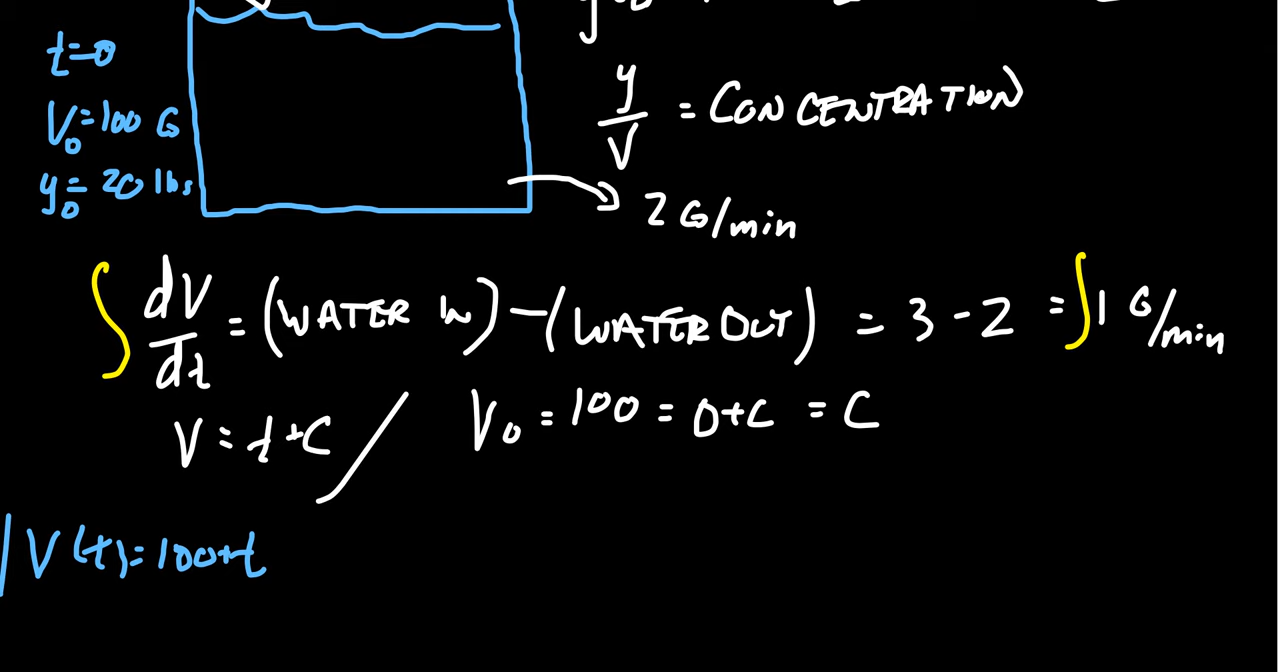 t=0
V₀=100 G
y₀=20 lbs
y/V = CONCENTRATION
2 G/min
∫ dV/dt = (WATER IN) - (WATER OUT) = 3 - 2 = ∫ 1 G/min
V = t + C / V₀ = 100 = 0+C = C
V(t)=100+t